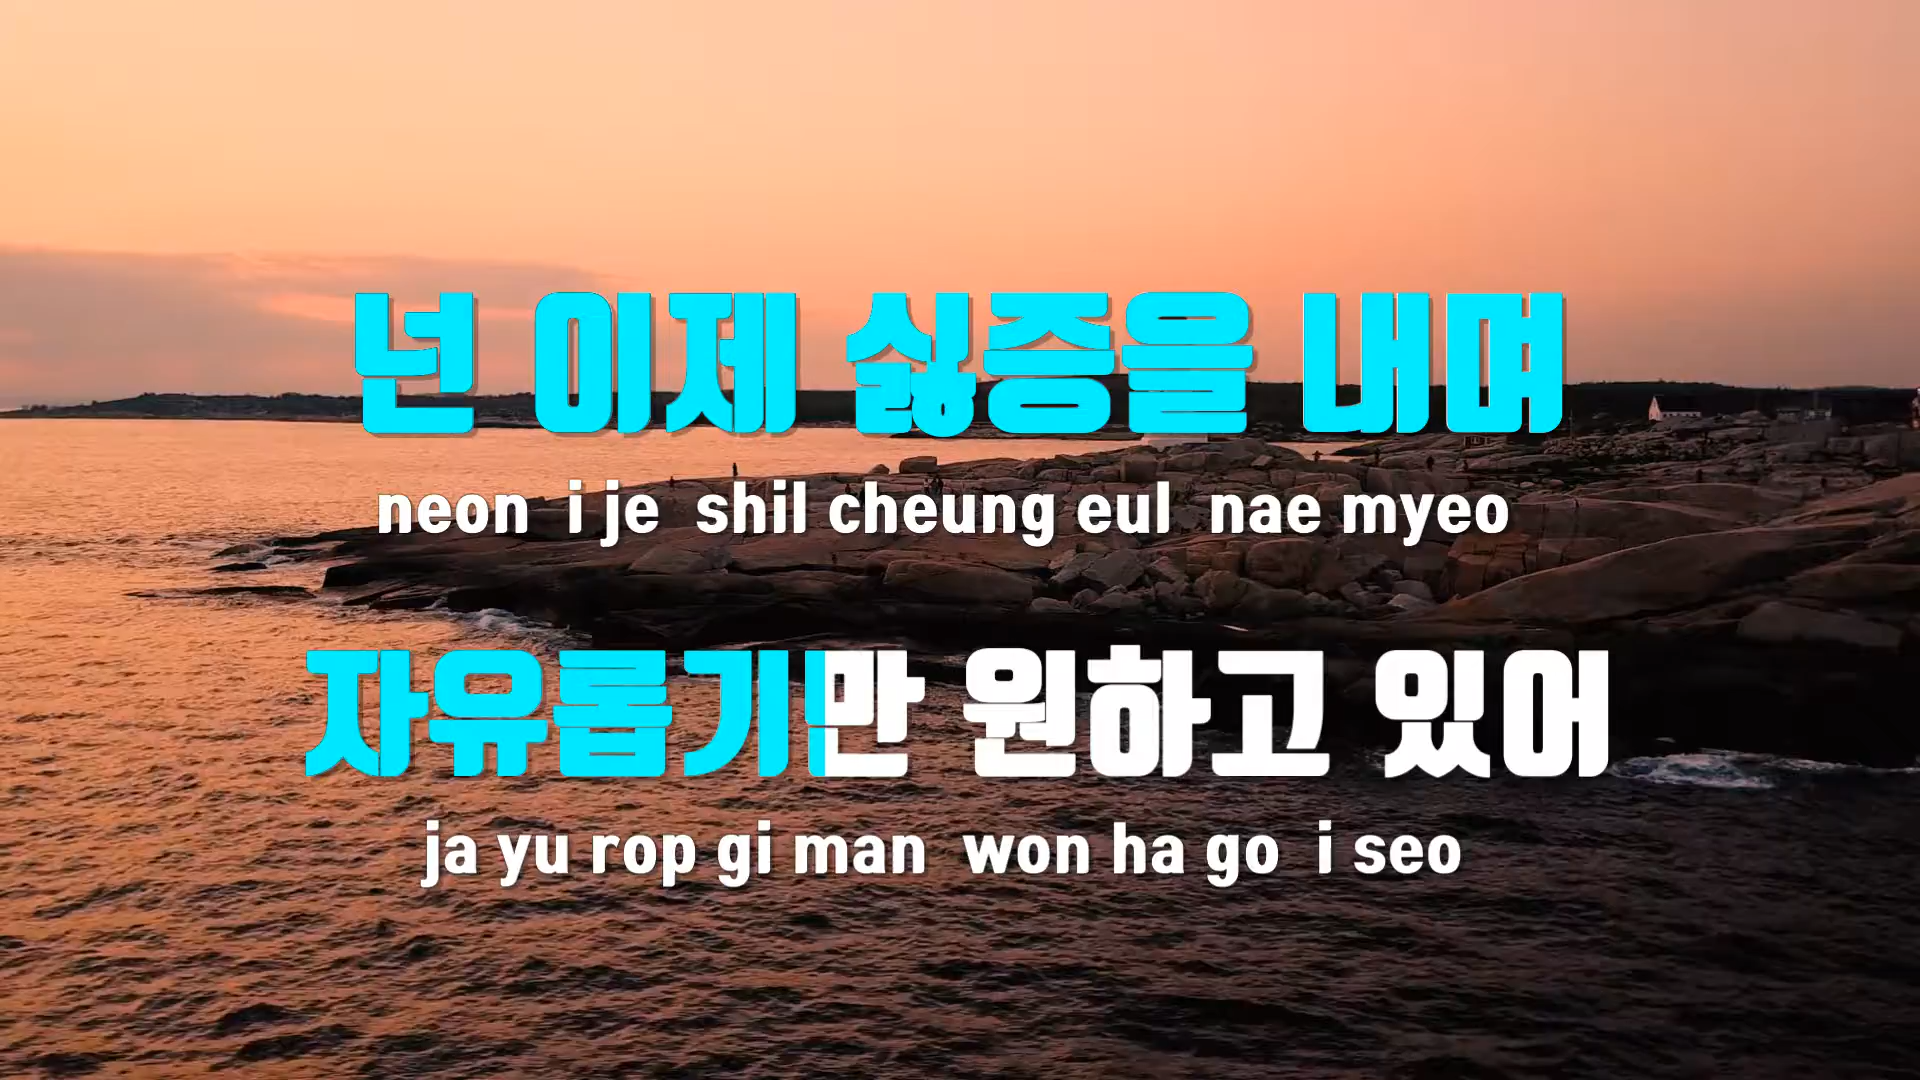 넌 이제 싫증을 내며
neon i je shil cheung eul nae myeo
자유롭기만 원하고 있어
ja yu rop gi man won ha go i seo